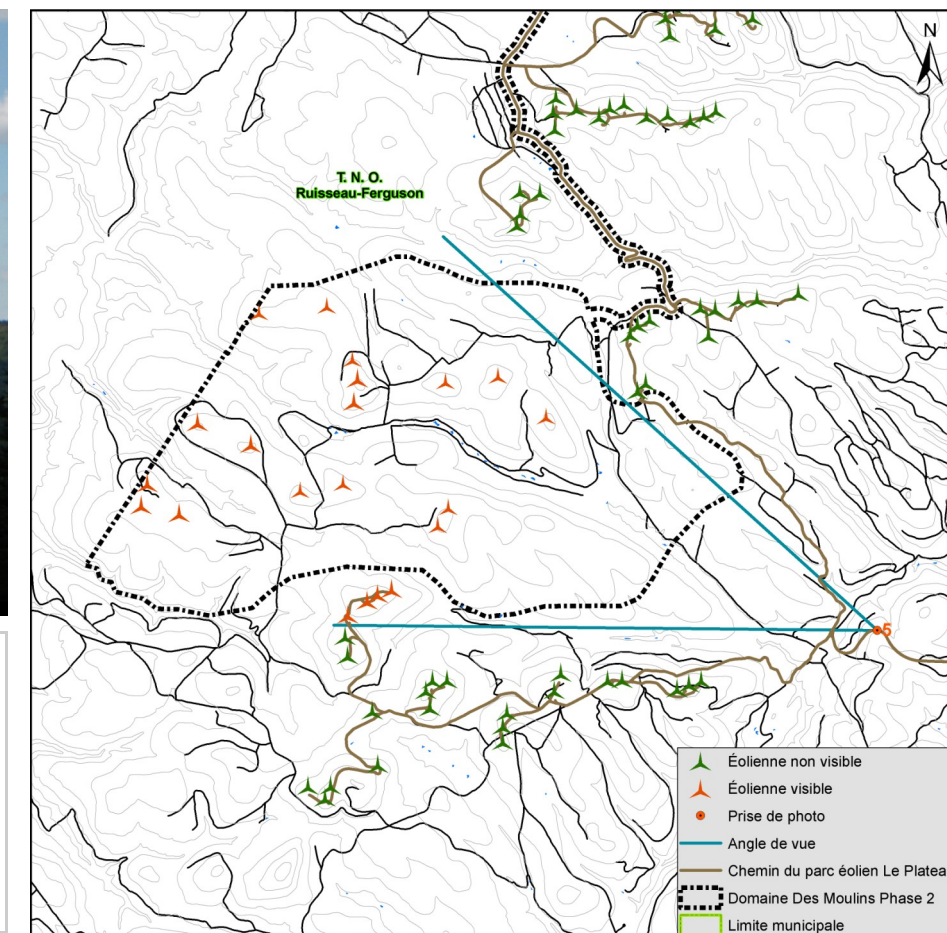 N
T. N. O.
Ruisseau-Ferguson
5
Éolienne non visible
Éolienne visible
Prise de photo
Angle de vue
Chemin du parc éolien Le Platea
Domaine Des Moulins Phase 2
Limite municipale